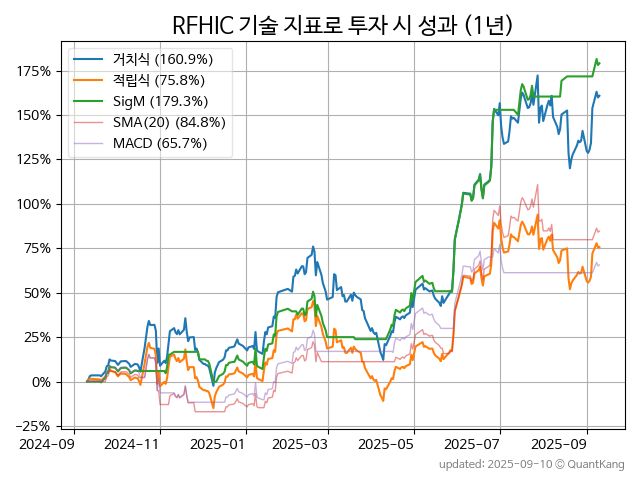 RFHIC 기술 지표로 투자 시 성과 (1년)
거치식 (160.9%)
적립식 (75.8%)
SigM (179.3%)
SMA(20) (84.8%)
MACD (65.7%)
175%
150%
125%
100%
75%
50%
25%
0%
−25%
2024-09 2024-11 2025-01 2025-03 2025-05 2025-07 2025-09
updated: 2025-09-10 © QuantKang